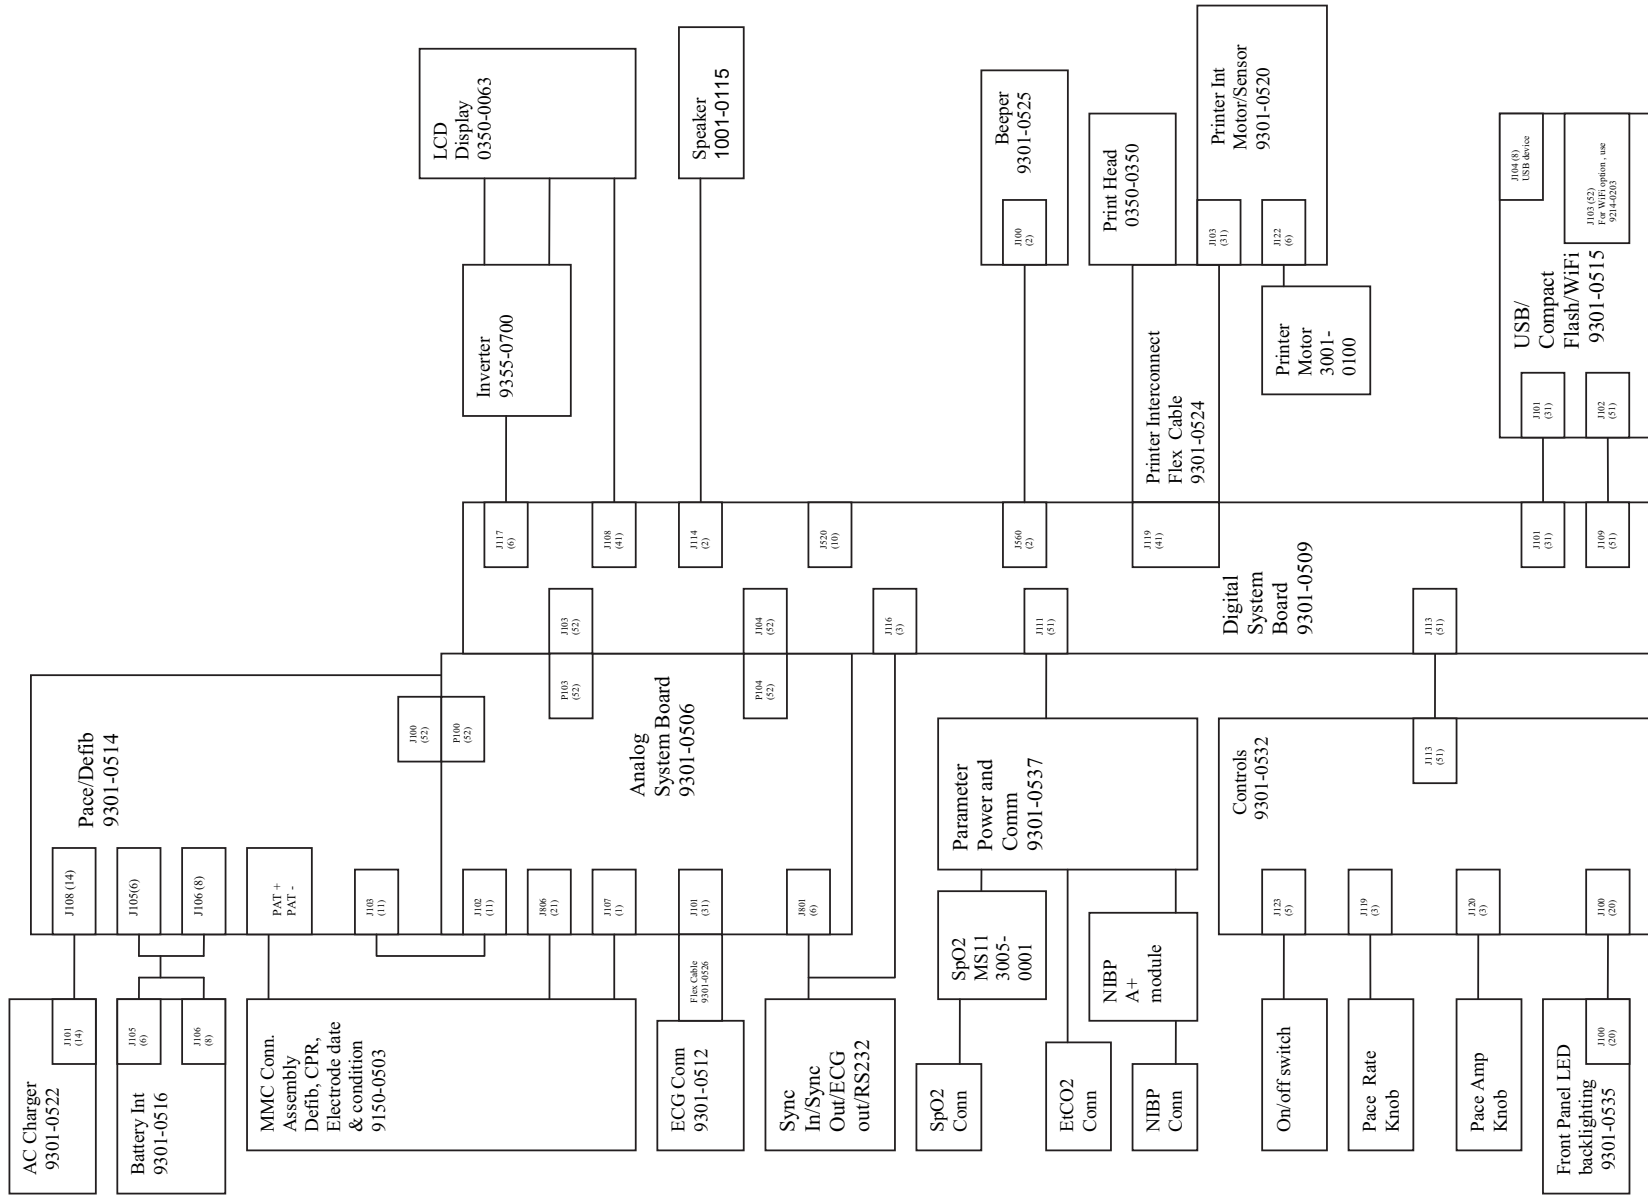 LCD
Display
0350-0063
Speaker
1001-0115
Inverter
9355-0700
Beeper
9301-0525
J100
(2)
Print Head
0350-0350
Printer Int
Motor/Sensor
9301-0520
J103
(31)
J122
(6)
Printer
Motor
3001-
0100
Printer Interconnect
Flex Cable
9301-0524
J104 (8)
USB device
J103 (52)
For WiFi option , use
9214-0203
USB/
Compact
Flash/WiFi
9301-0515
J101
(31)
J102
(51)
J117
(6)
J108
(41)
J114
(2)
J520
(10)
J560
(2)
J119
(41)
J101
(31)
J109
(51)
J103
(52)
J104
(52)
J116
(3)
J111
(51)
Digital
System
Board
9301-0509
J113
(51)
Pace/Defib
9301-0514
J100
(52)
P100
(52)
P103
(52)
P104
(52)
Analog
System Board
9301-0506
J108 (14)
J105(6)
J106 (8)
PAT +
PAT -
J103
(11)
J102
(11)
J806
(21)
J107
(1)
J101
(31)
J801
(6)
Parameter
Power and
Comm
9301-0537
Controls
9301-0532
J113
(51)
J123
(5)
J119
(3)
J120
(3)
J100
(20)
SpO2
MS11
3005-
0001
NIBP
A+
module
Flex Cable
9301-0526
AC Charger
9301-0522
J101
(14)
Battery Int
9301-0516
J105
(6)
J106
(8)
MMC Conn.
Assembly
Defib, CPR,
Electrode date
& condition
9150-0503
ECG Conn
9301-0512
Sync
In/Sync
Out/ECG
out/RS232
SpO2
Conn
EtCO2
Conn
NIBP
Conn
On/off switch
Pace Rate
Knob
Pace Amp
Knob
Front Panel LED
backlighting
9301-0535
J100
(20)